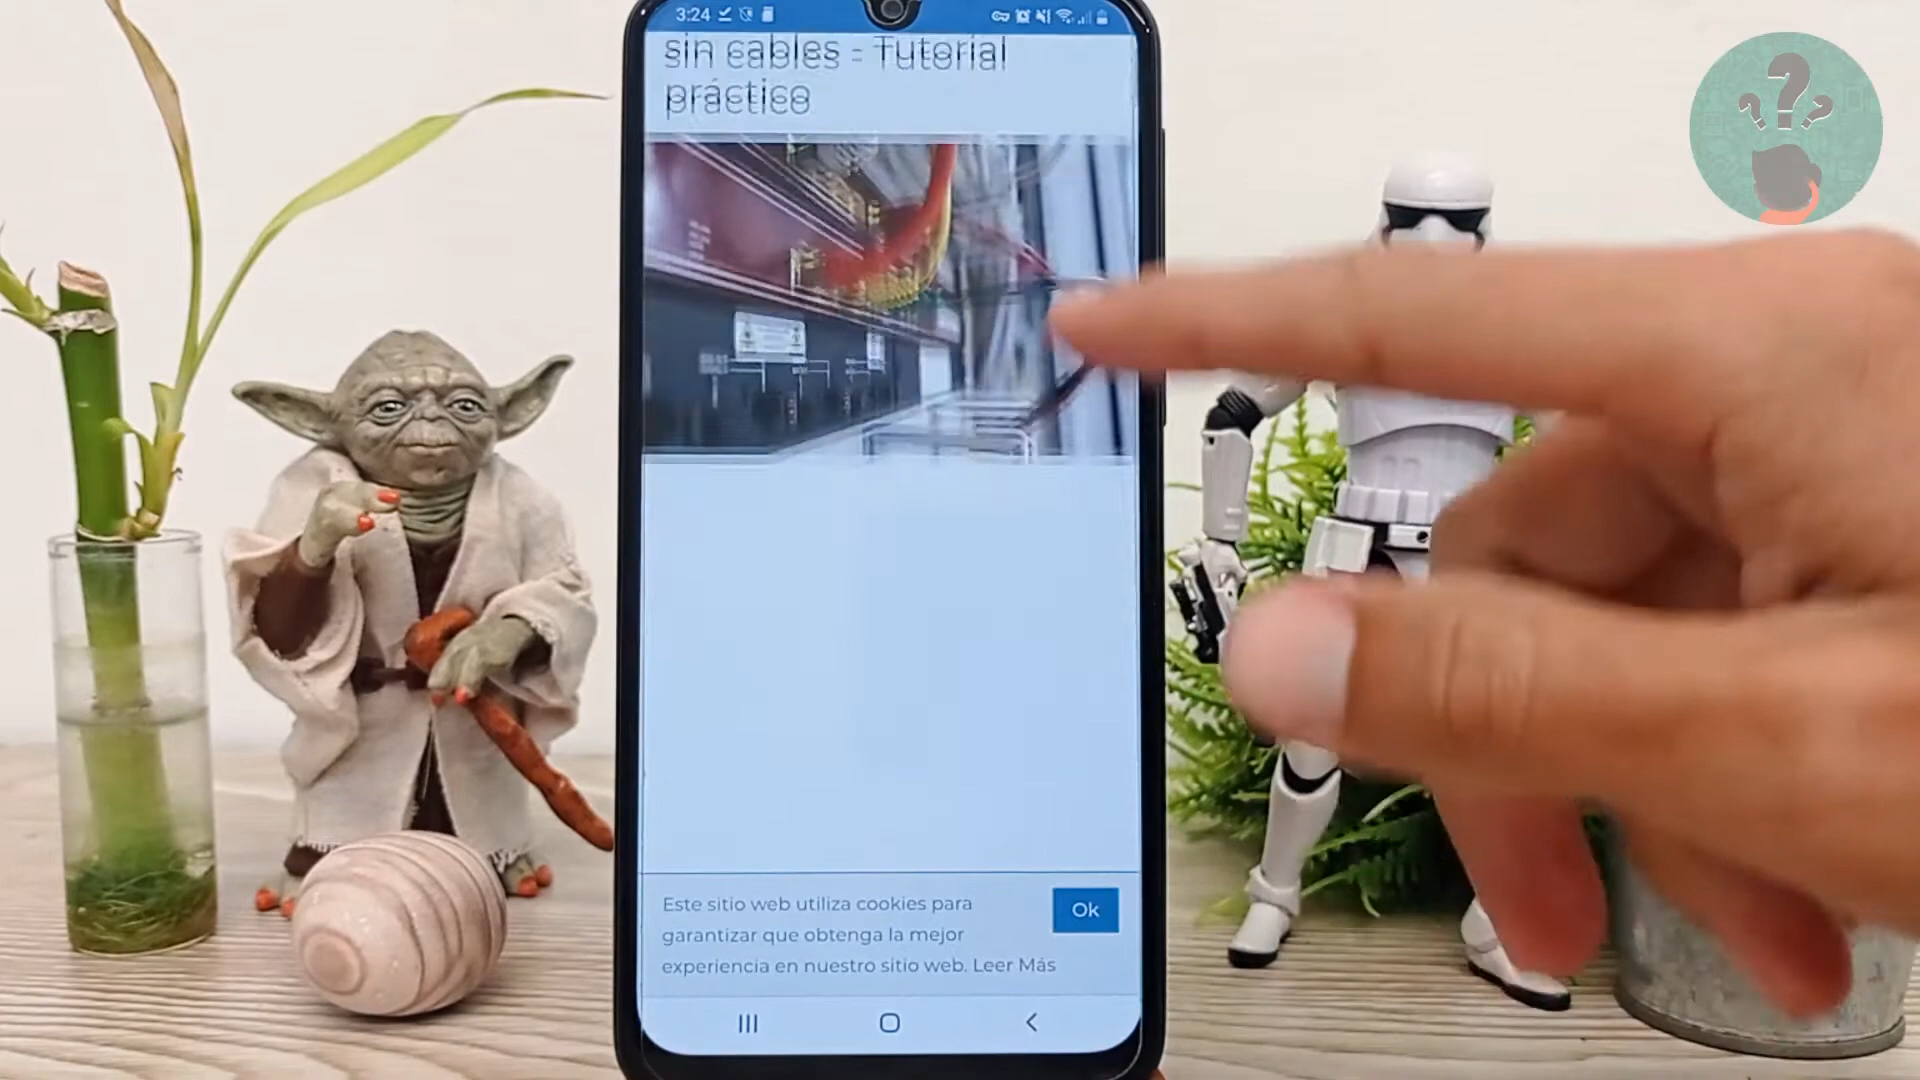 3:24
sin cables - Tutorial
práctico
Este sitio web utiliza cookies para
garantizar que obtenga la mejor
experiencia en nuestro sitio web. Leer Más
Ok